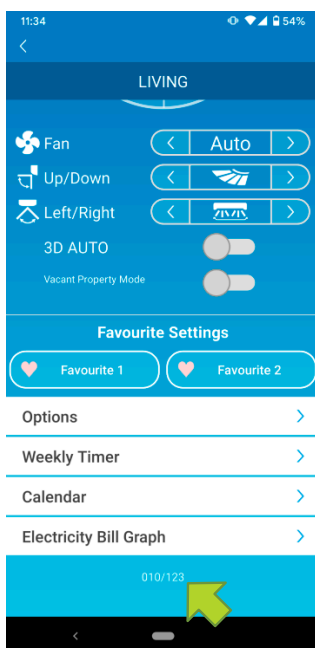 11:34 54%
LIVING
Fan Auto
Up/Down
Left/Right
3D AUTO
Vacant Property Mode
Favourite Settings
Favourite 1 Favourite 2
Options
Weekly Timer
Calendar
Electricity Bill Graph
010/123